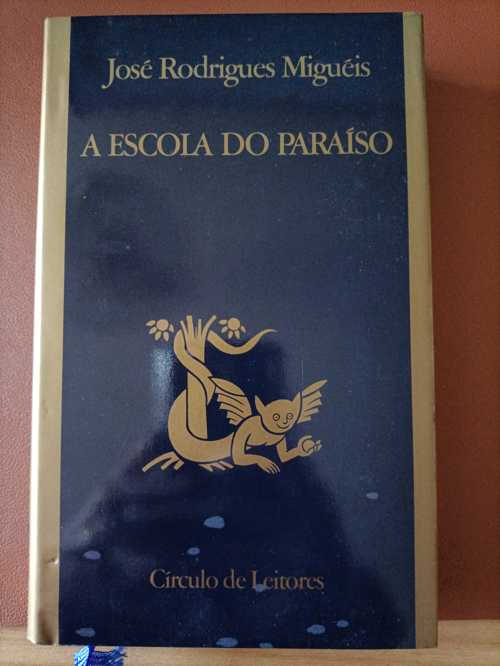 José Rodrigues Miguéis
A ESCOLA DO PARAÍSO
Círculo de Leitores